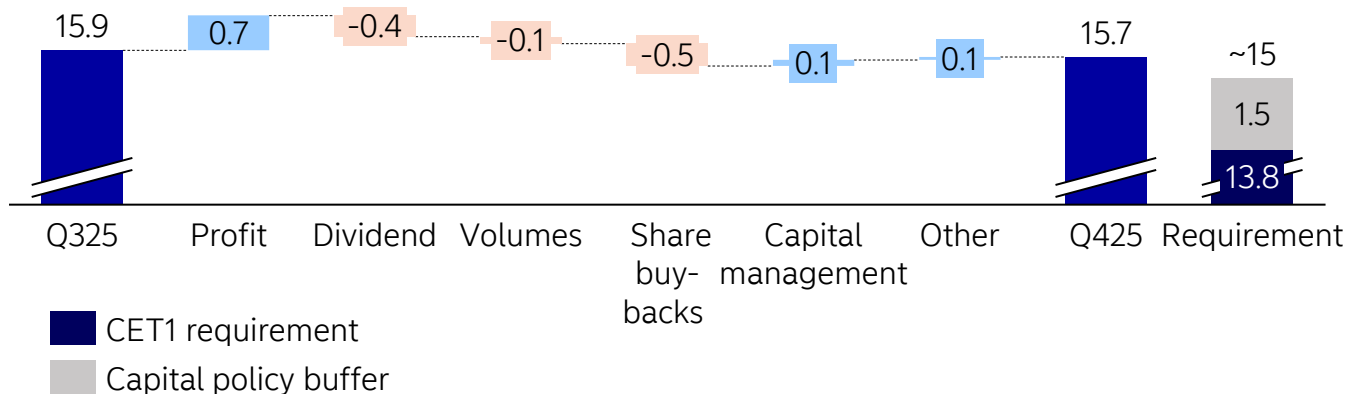 15.9
0.7
-0.4
-0.1
-0.5
0.1
0.1
15.7
~15
1.5
13.8
Q325
Profit
Dividend
Volumes
Share
buy-
backs
Capital
management
Other
Q425
Requirement
CET1 requirement
Capital policy buffer